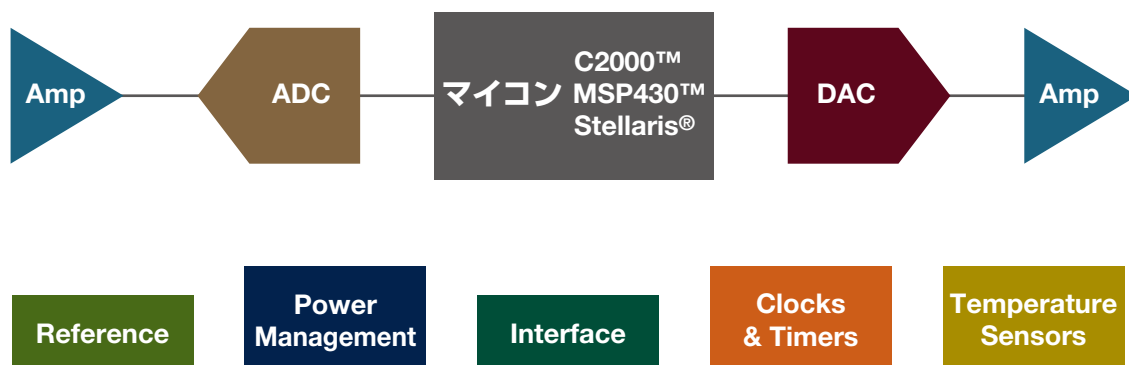 Amp
ADC
マイコン
C2000™
MSP430™
Stellaris®
DAC
Amp
Reference
Power
Management
Interface
Clocks
& Timers
Temperature
Sensors